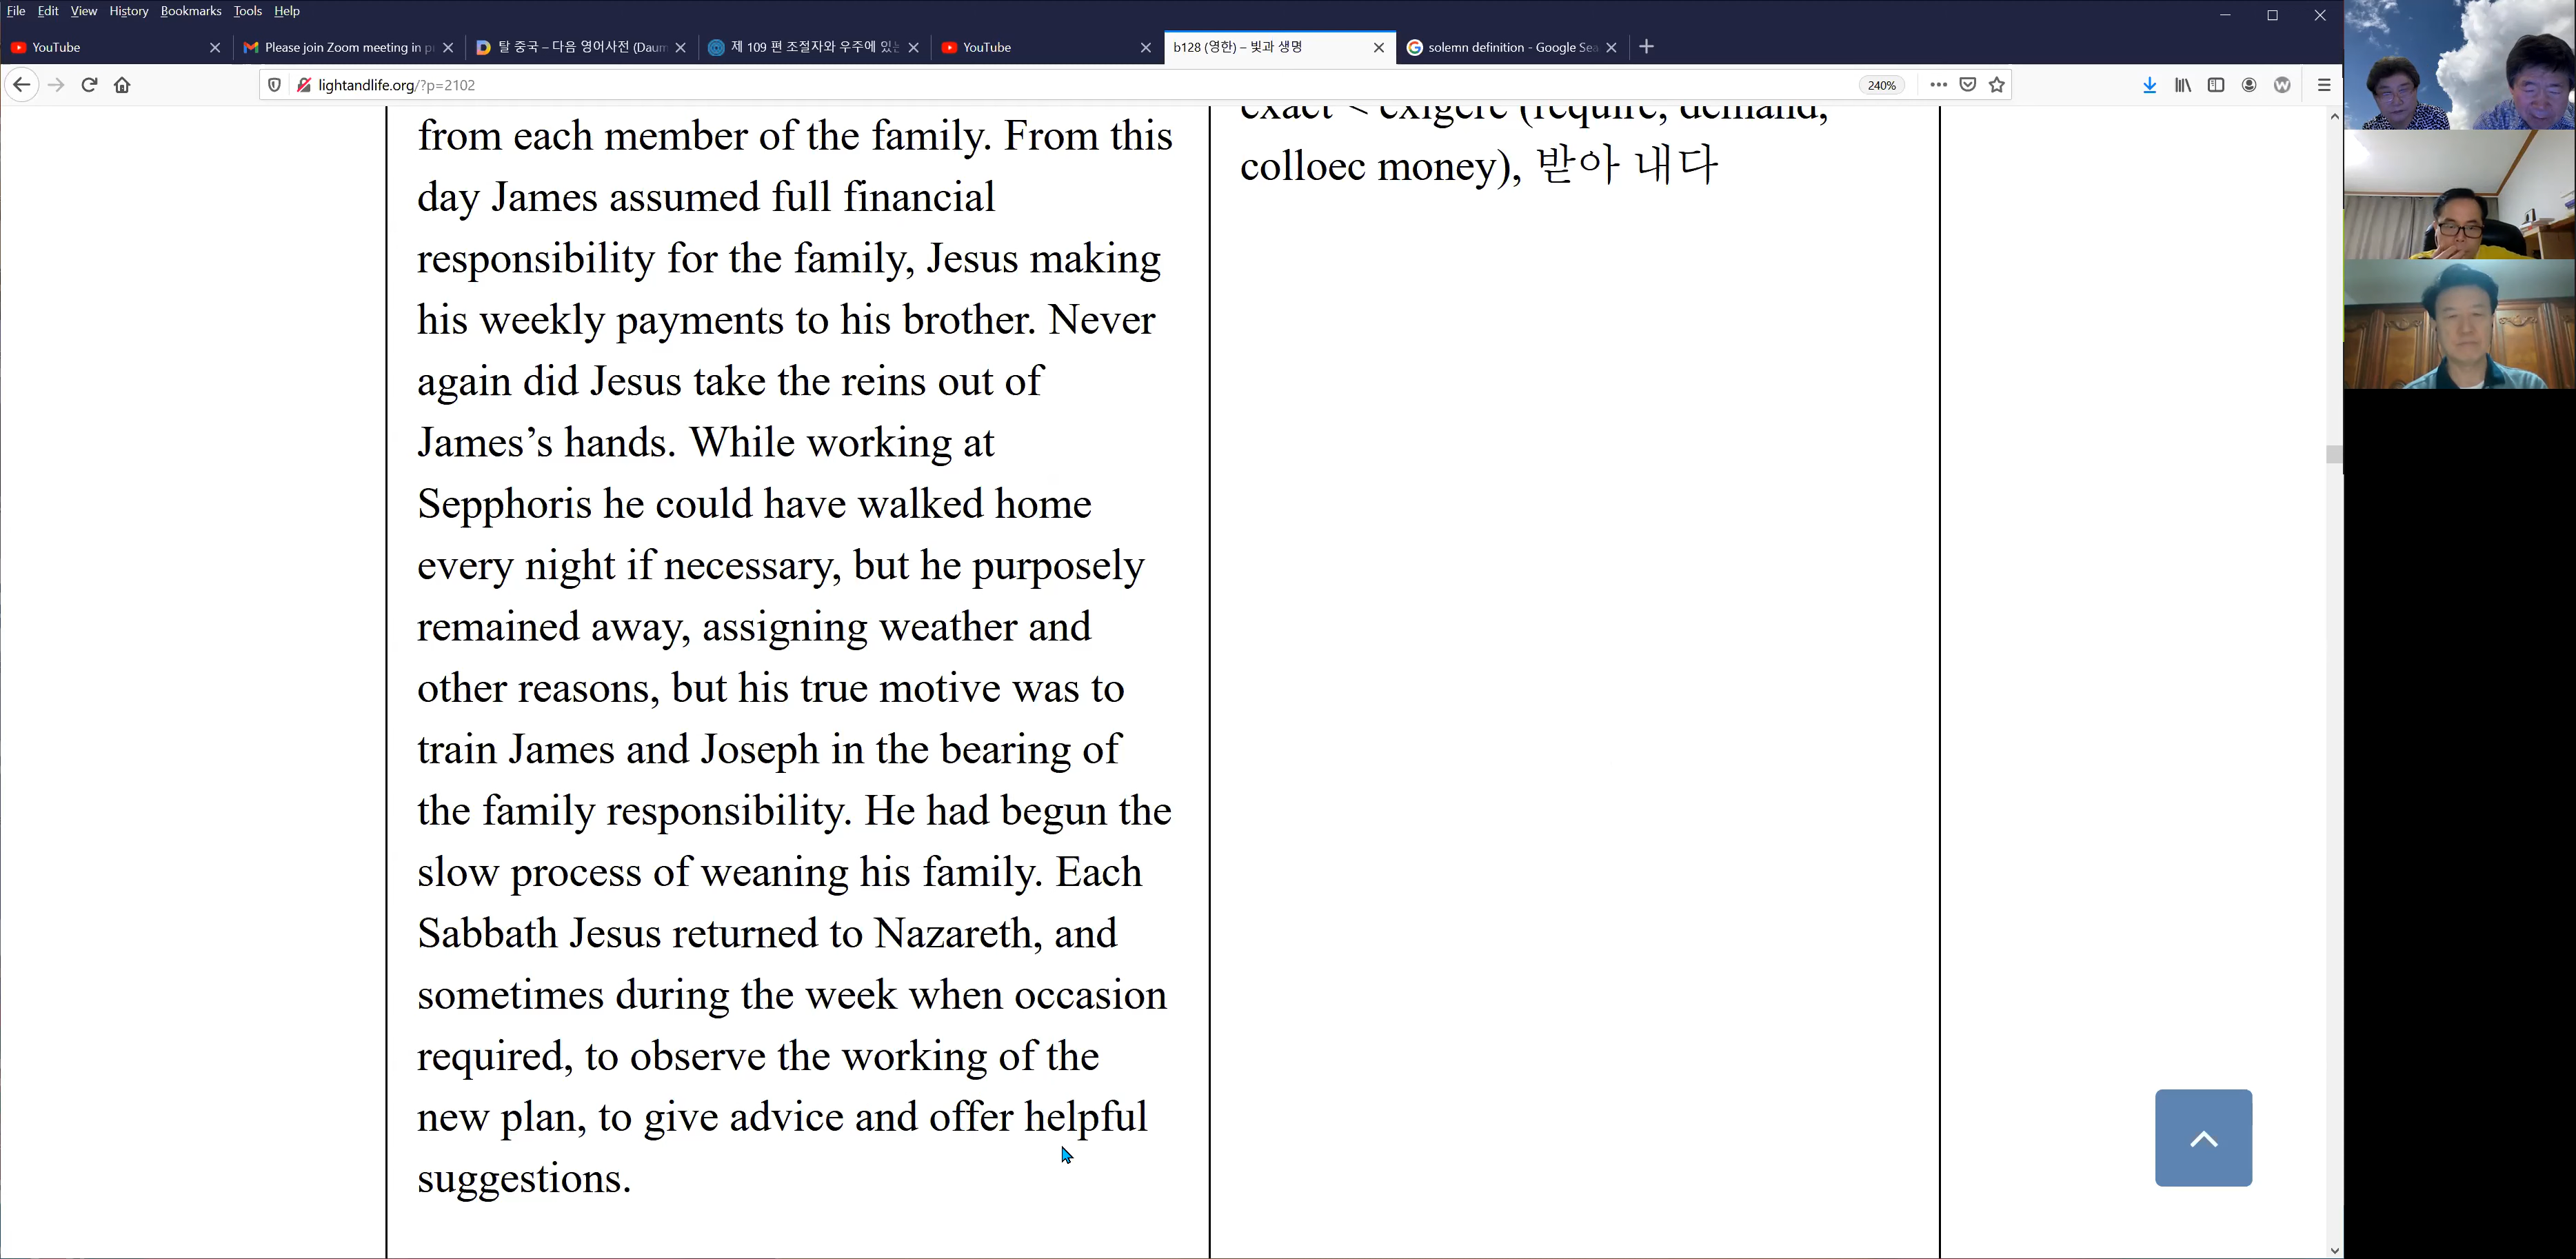 File Edit View History Bookmarks Tools Help
YouTube
Please join Zoom meeting in p
탈 중국 – 다음 영어사전 (Daum
제 109 편 조절자와 우주에 있는
YouTube
b128 (영한) – 빛과 생명
solemn definition - Google Sea
lightandlife.org/?p=2102
240%
from each member of the family. From this
day James assumed full financial
responsibility for the family, Jesus making
his weekly payments to his brother. Never
again did Jesus take the reins out of
James’s hands. While working at
Sepphoris he could have walked home
every night if necessary, but he purposely
remained away, assigning weather and
other reasons, but his true motive was to
train James and Joseph in the bearing of
the family responsibility. He had begun the
slow process of weaning his family. Each
Sabbath Jesus returned to Nazareth, and
sometimes during the week when occasion
required, to observe the working of the
new plan, to give advice and offer helpful
suggestions.
exact < exigere (require, demand,
colloec money), 받아 내다